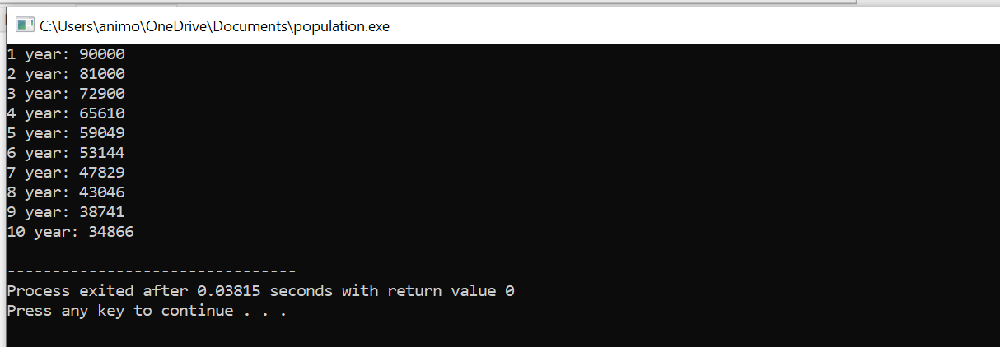 C:\Users\animo\OneDrive\Documents\population.exe
1 year: 90000
2 year: 81000
3 year: 72900
4 year: 65610
5 year: 59049
6 year: 53144
7 year: 47829
8 year: 43046
9 year: 38741
10 year: 34866
--------------------------------
Process exited after 0.03815 seconds with return value 0
Press any key to continue . . .